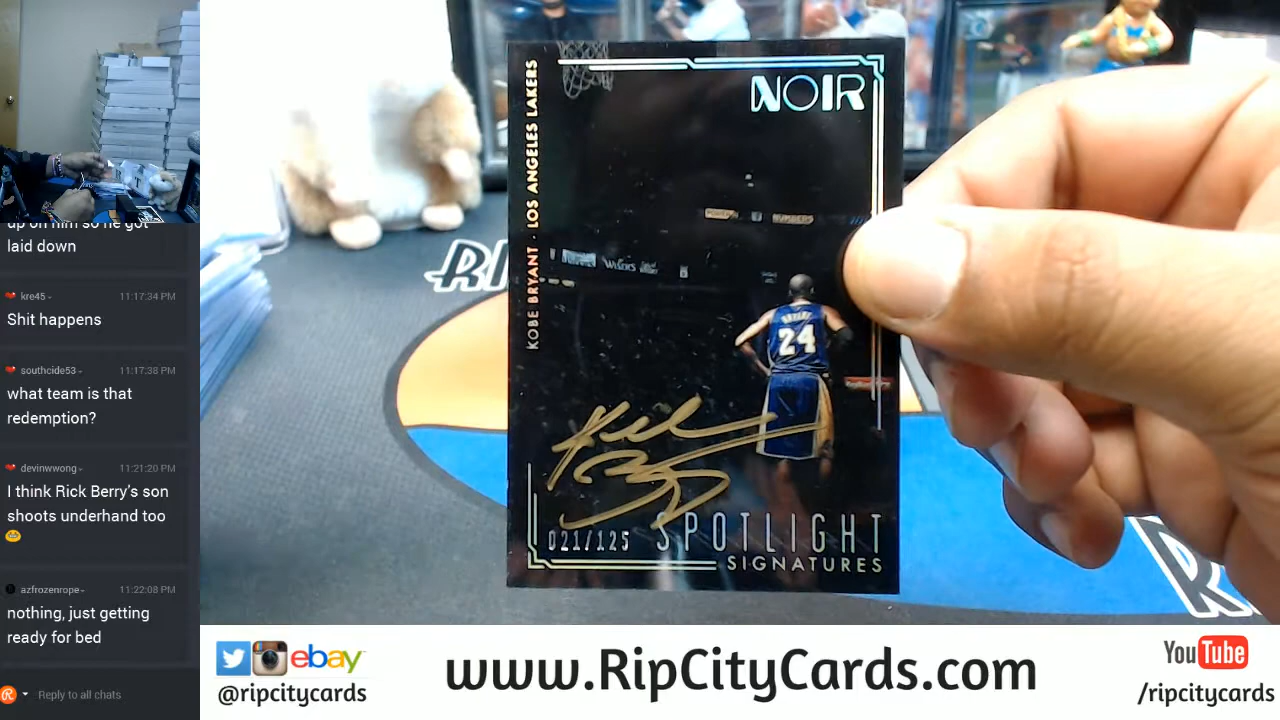 up on him so he got
laid down
kre45
11:17:34 PM
Shit happens
southcide53
11:17:38 PM
what team is that
redemption?
devinwwong
11:21:20 PM
I think Rick Berry's son
shoots underhand too
azfrozenrope
11:22:08 PM
nothing, just getting
ready for bed
Reply to all chats
KOBE BRYANT · LOS ANGELES LAKERS
NOIR
BRYANT
24
021/125 SPOTLIGHT
SIGNATURES
RI
ebay
@ripcitycards
www.RipCityCards.com
YouTube
/ripcitycards